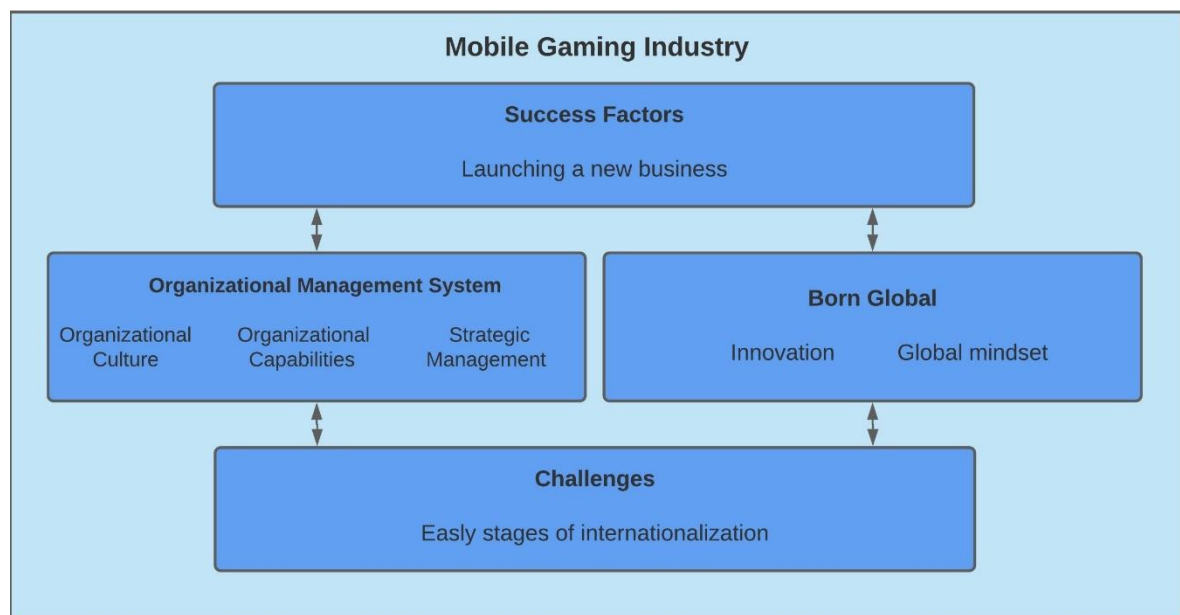 Mobile Gaming Industry
Success Factors
Launching a new business
Organizational Management System
Organizational
Culture
Organizational
Capabilities
Strategic
Management
Born Global
Innovation
Global mindset
Challenges
Easly stages of internationalization